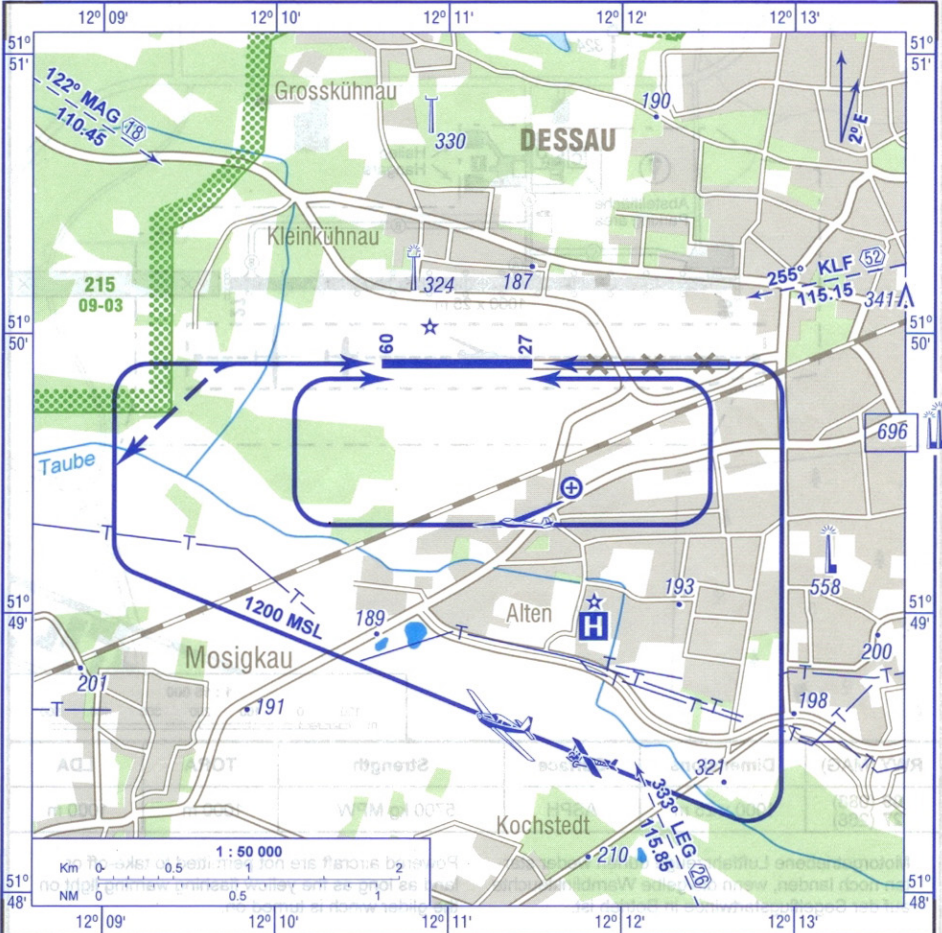 12° 09'
12° 10'
12° 11'
12° 12'
12° 13'
51°
51'
51°
51'
Grosskühnau
122° MAG 18
110.45
190
330
DESSAU
2° E
Kleinkühnau
215
09-03
324
187
255° KLF 52
115.15
341
51°
50'
51°
50'
60
27
696
Taube
558
193
1200 MSL
189
Alten
H
51°
49'
51°
49'
T
T
T
T
T
T
T
T
T
T
T
T
Mosigkau
201
191
200
198
321
333° LEG 26
115.85
Kochstedt
210
1 : 50 000
Km 0 0.5 1 2
NM 0 0.5 1
51°
48'
51°
48'
12° 09'
12° 10'
12° 11'
12° 12'
12° 13'